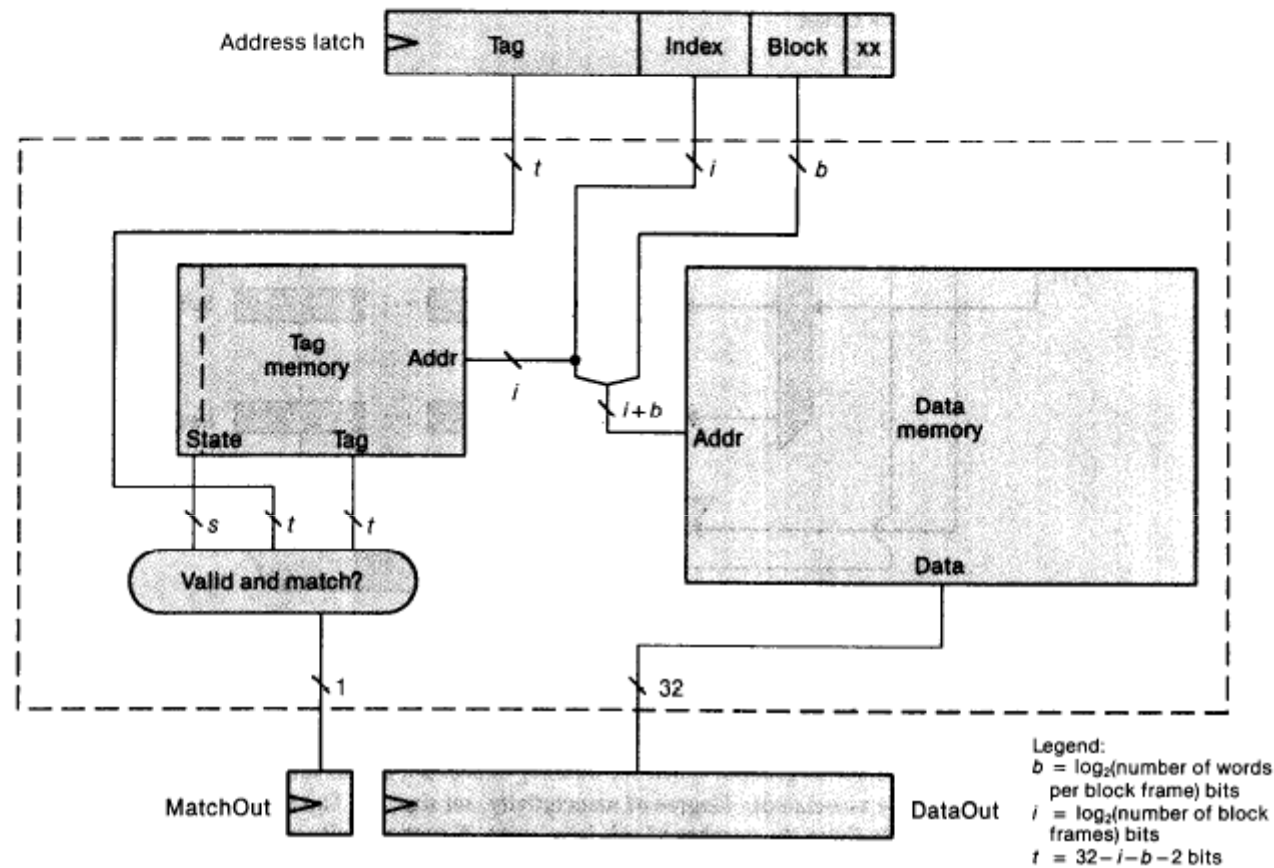 Address latch
Tag
Index
Block
xx
t
i
b
Tag
memory
Addr
i
i+b
State
Tag
Addr
Data
memory
Data
s
t
t
Valid and match?
1
32
MatchOut
DataOut
Legend:
b = log₂(number of words
per block frame) bits
i = log₂(number of block
frames) bits
t = 32−i−b−2 bits